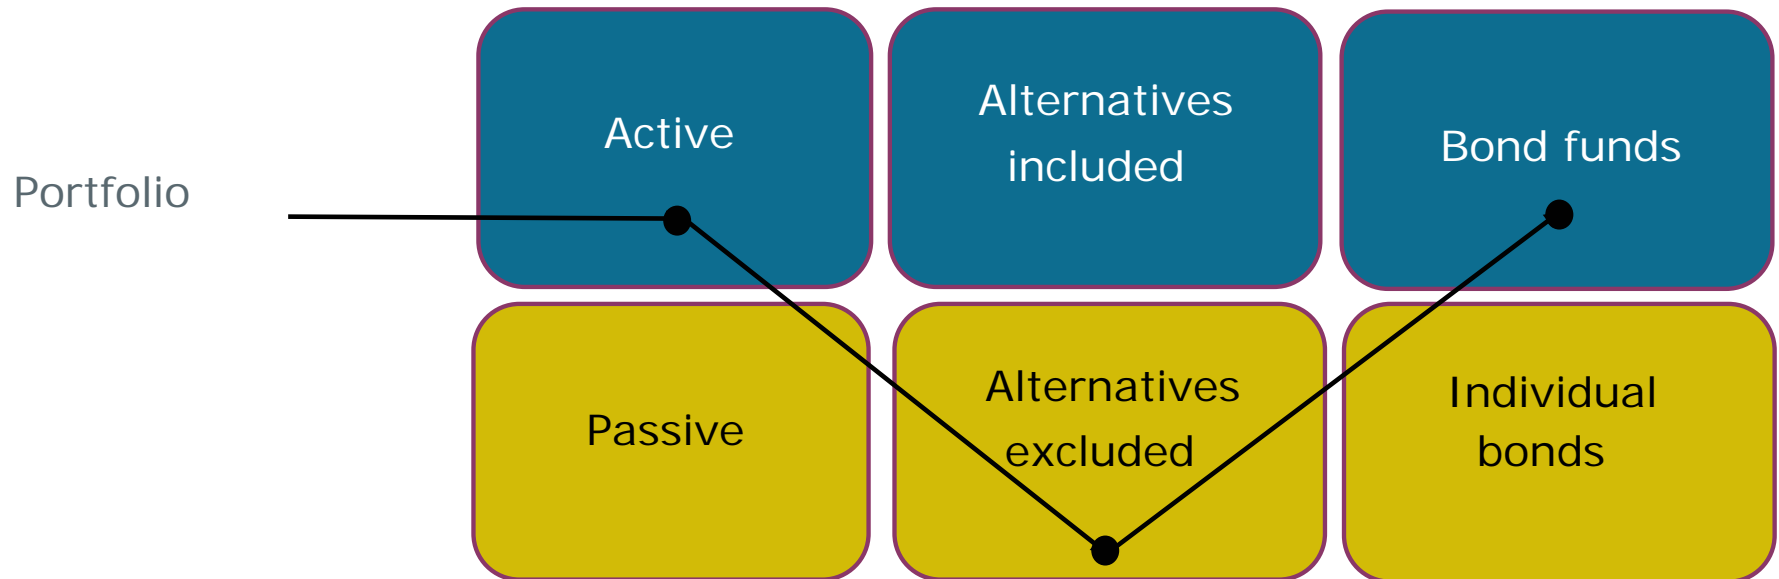 Portfolio
Active
Alternatives
included
Bond funds
Passive
Alternatives
excluded
Individual
bonds